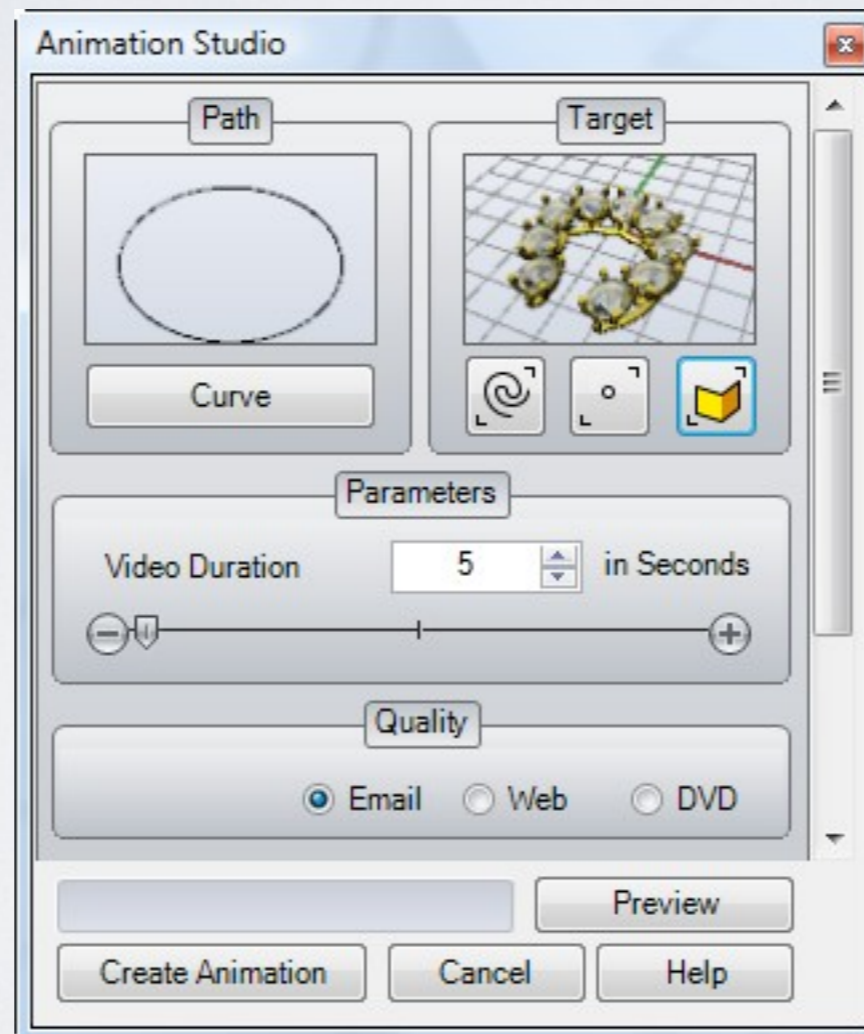 Animation Studio
Path
Target
Curve
Parameters
Video Duration 5 in Seconds
Quality
Email Web DVD
Preview
Create Animation Cancel Help